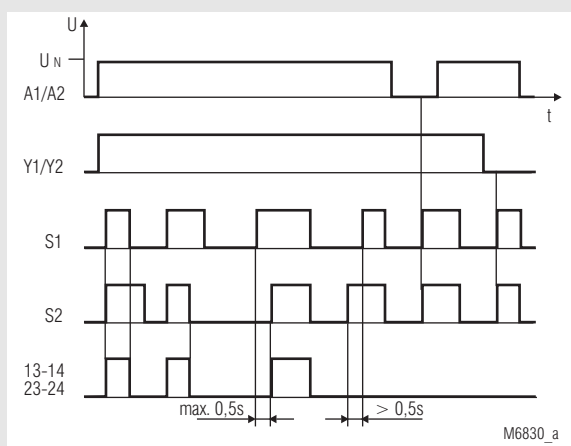 U
U N
A1/A2
t
Y1/Y2
S1
S2
13-14
23-24
max. 0,5s
> 0,5s
M6830_a